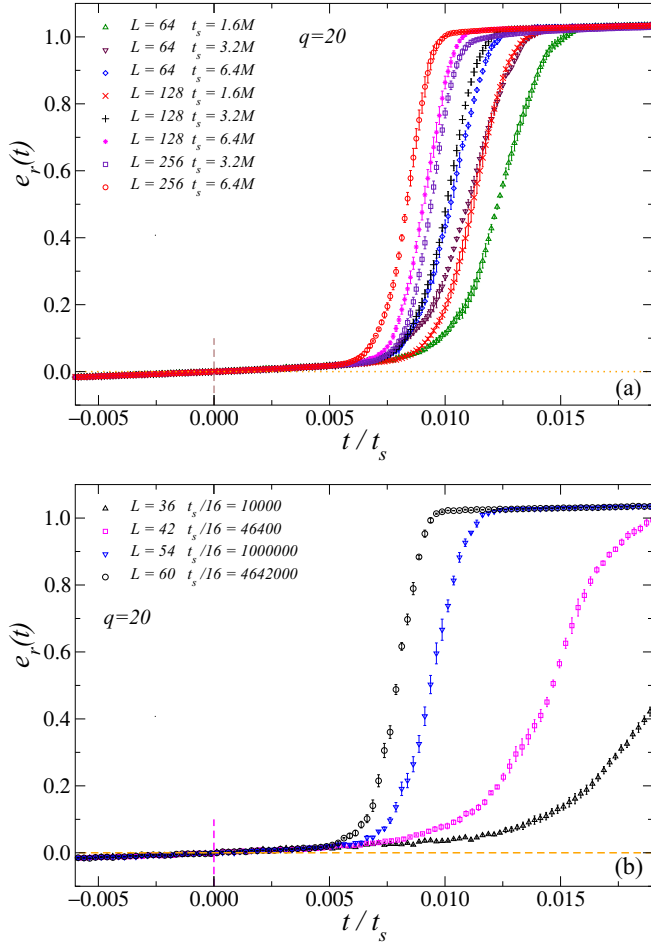 1.0
0.8
0.6
0.4
0.2
0.0
e_r(t)
q=20
L = 64 t_s = 1.6M
L = 64 t_s = 3.2M
L = 64 t_s = 6.4M
L = 128 t_s = 1.6M
L = 128 t_s = 3.2M
L = 128 t_s = 6.4M
L = 256 t_s = 3.2M
L = 256 t_s = 6.4M
(a)
−0.005 0.000 0.005 0.010 0.015
t / t_s
1.0
0.8
0.6
0.4
0.2
0.0
e_r(t)
L = 36 t_s/16 = 10000
L = 42 t_s/16 = 46400
L = 54 t_s/16 = 1000000
L = 60 t_s/16 = 4642000
q=20
(b)
−0.005 0.000 0.005 0.010 0.015
t / t_s